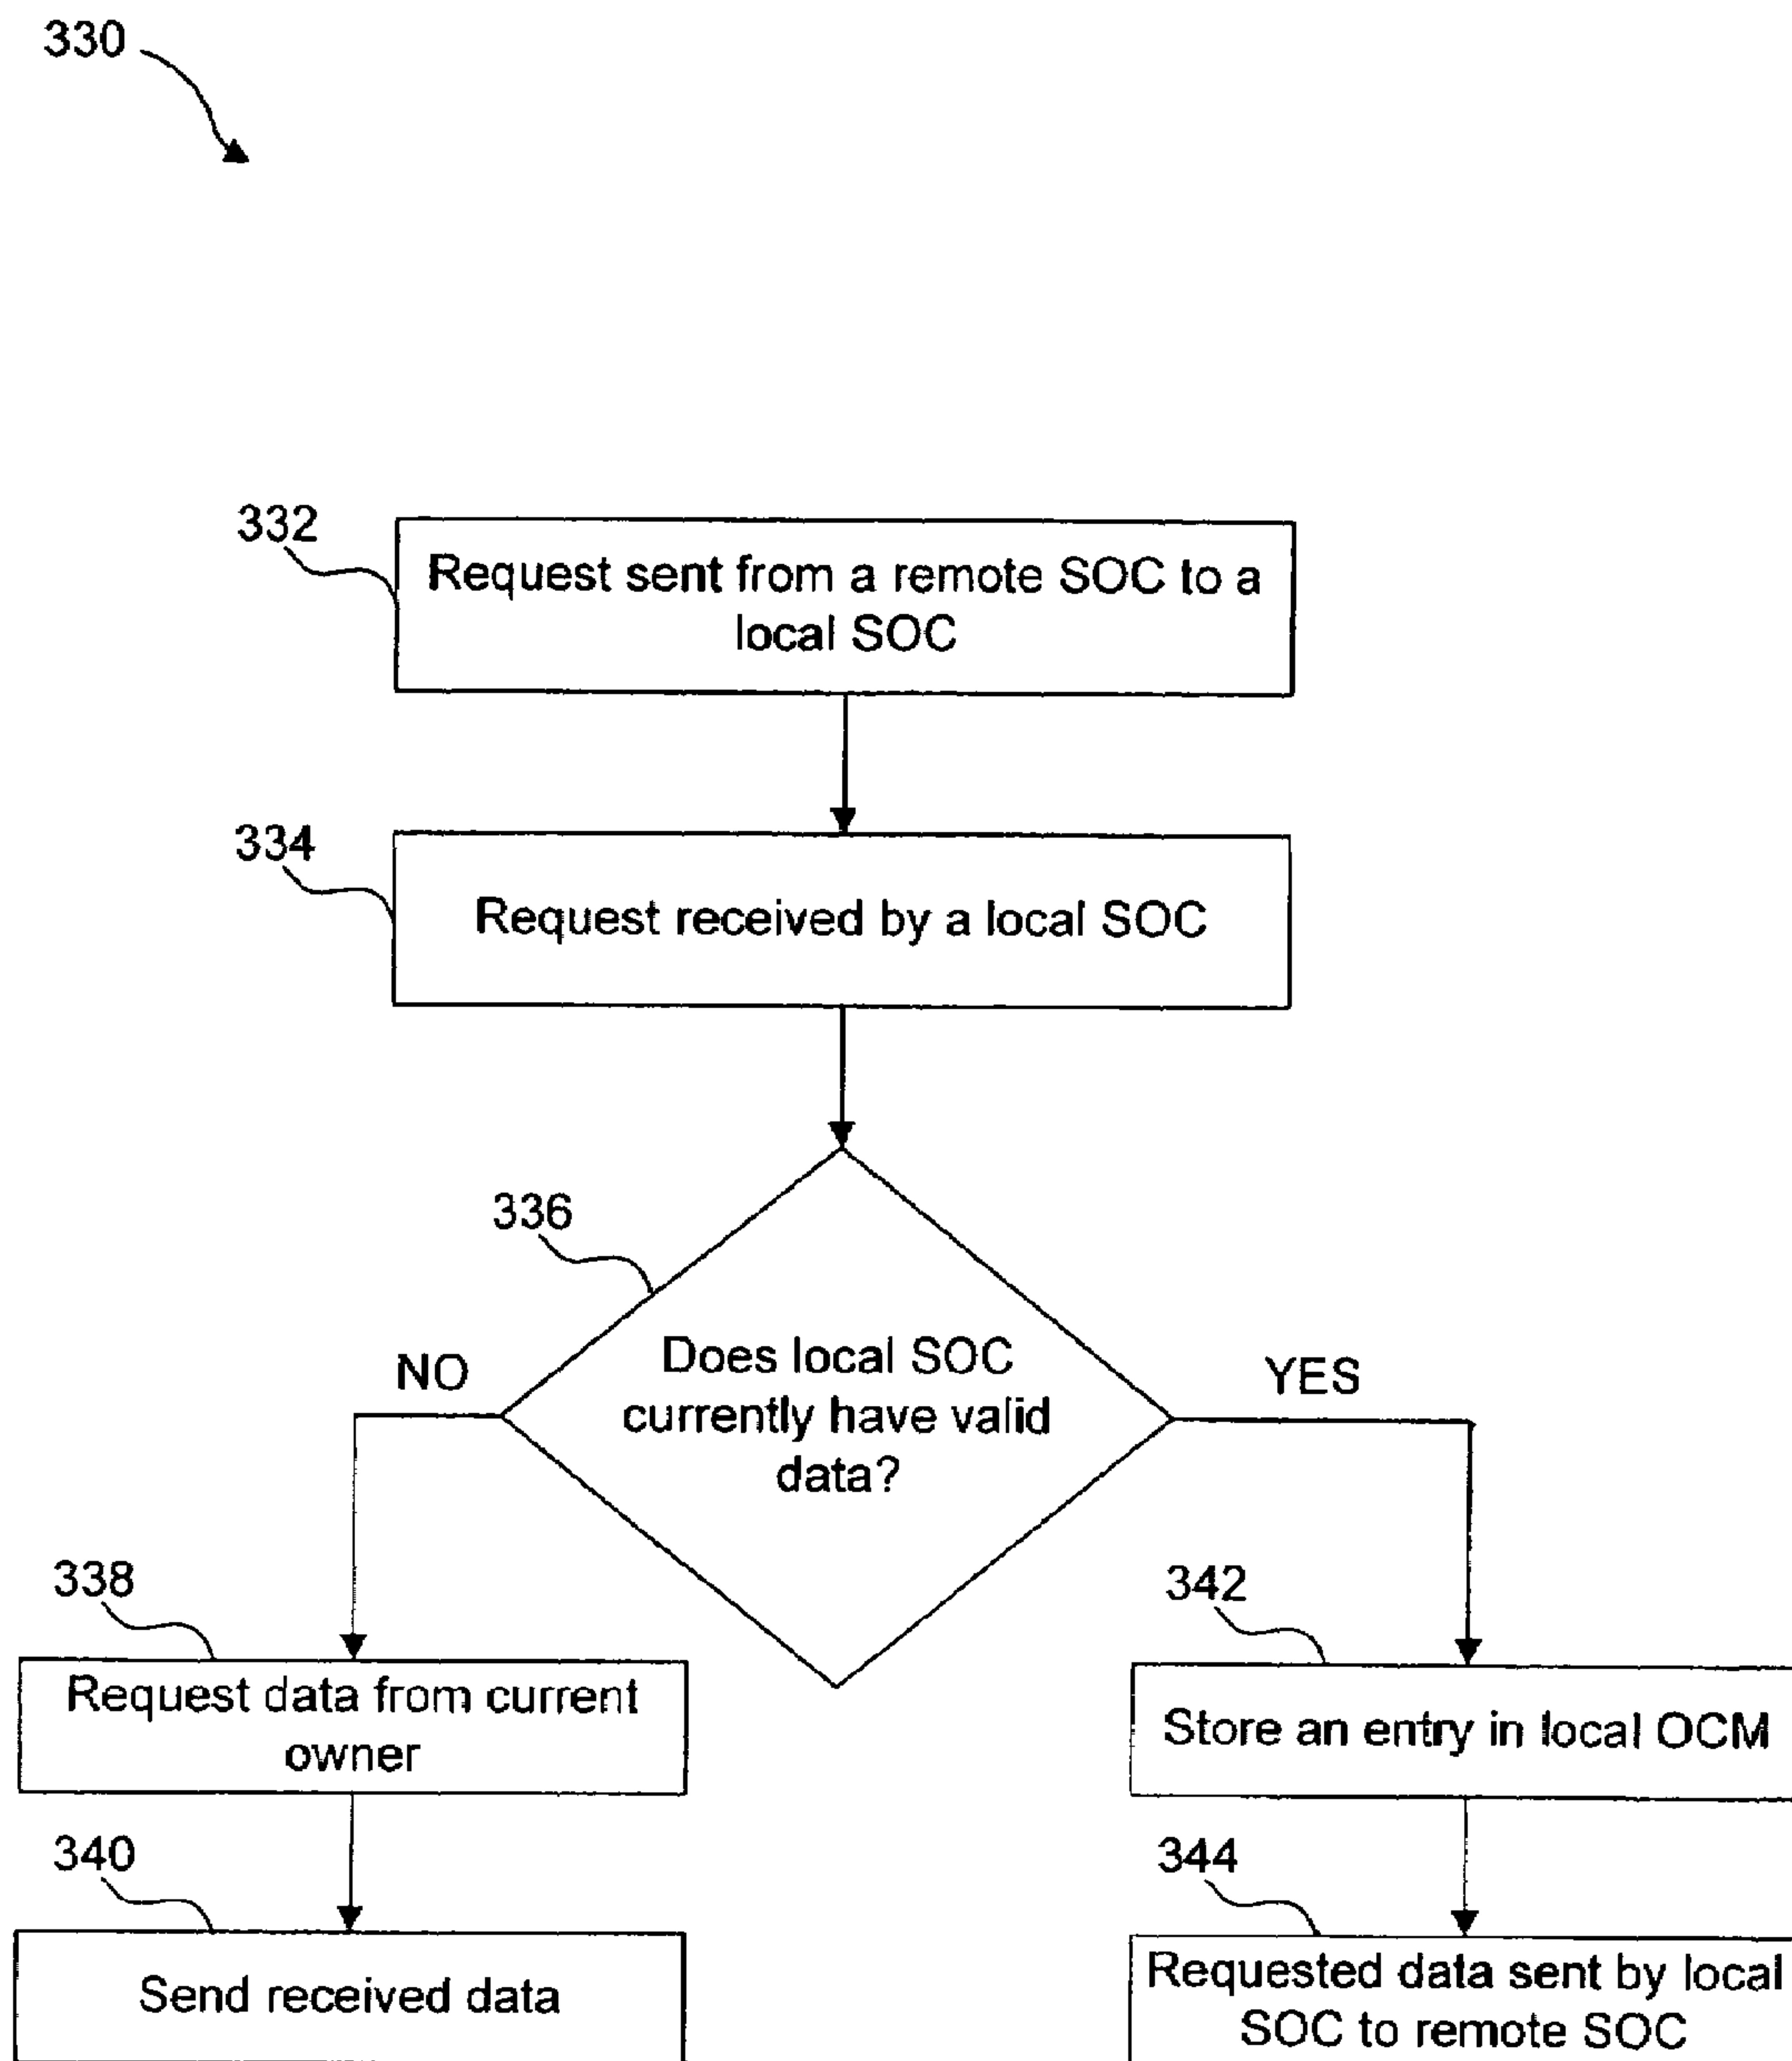 330
332
Request sent from a remote SOC to a
local SOC
334
Request received by a local SOC
336
Does local SOC
currently have valid
data?
NO
YES
338
Request data from current
owner
342
Store an entry in local OCM
340
Send received data
344
Requested data sent by local
SOC to remote SOC